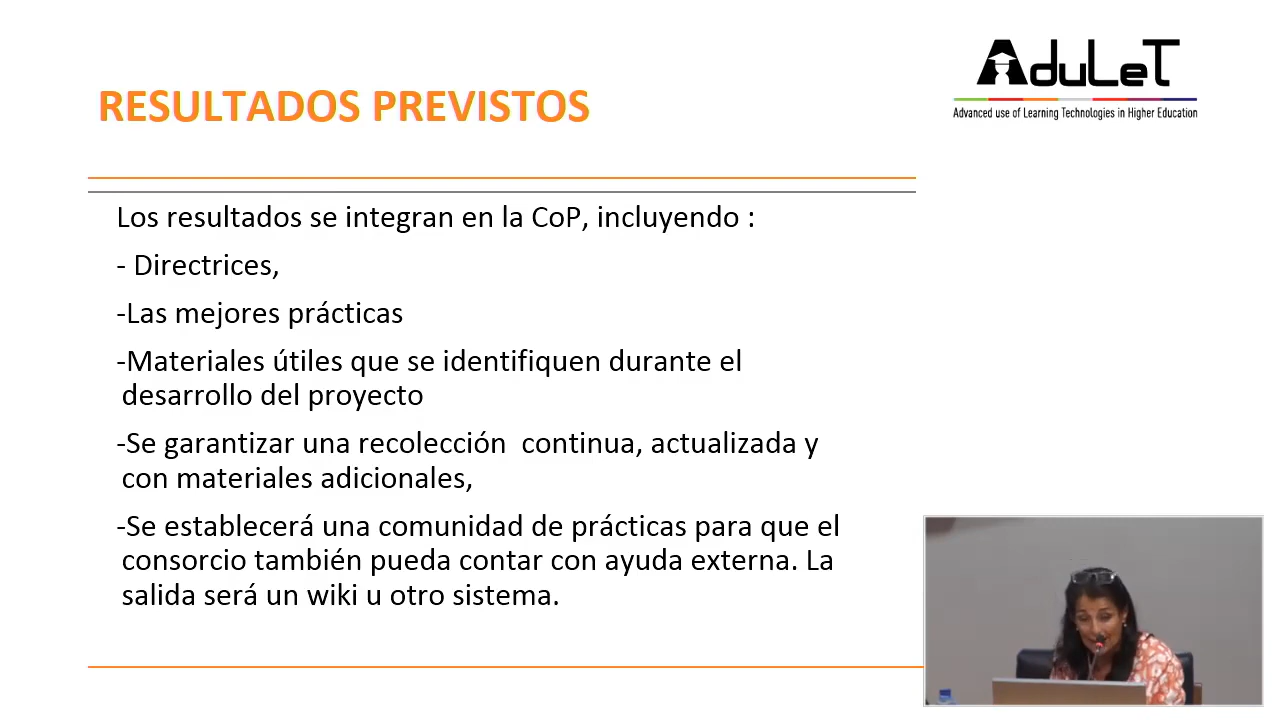 AduLeT
Advanced use of Learning Technologies in Higher Education
RESULTADOS PREVISTOS
Los resultados se integran en la CoP, incluyendo :
- Directrices,
-Las mejores prácticas
-Materiales útiles que se identifiquen durante el
desarrollo del proyecto
-Se garantizar una recolección  continua, actualizada y
con materiales adicionales,
-Se establecerá una comunidad de prácticas para que el
consorcio también pueda contar con ayuda externa. La
salida será un wiki u otro sistema.